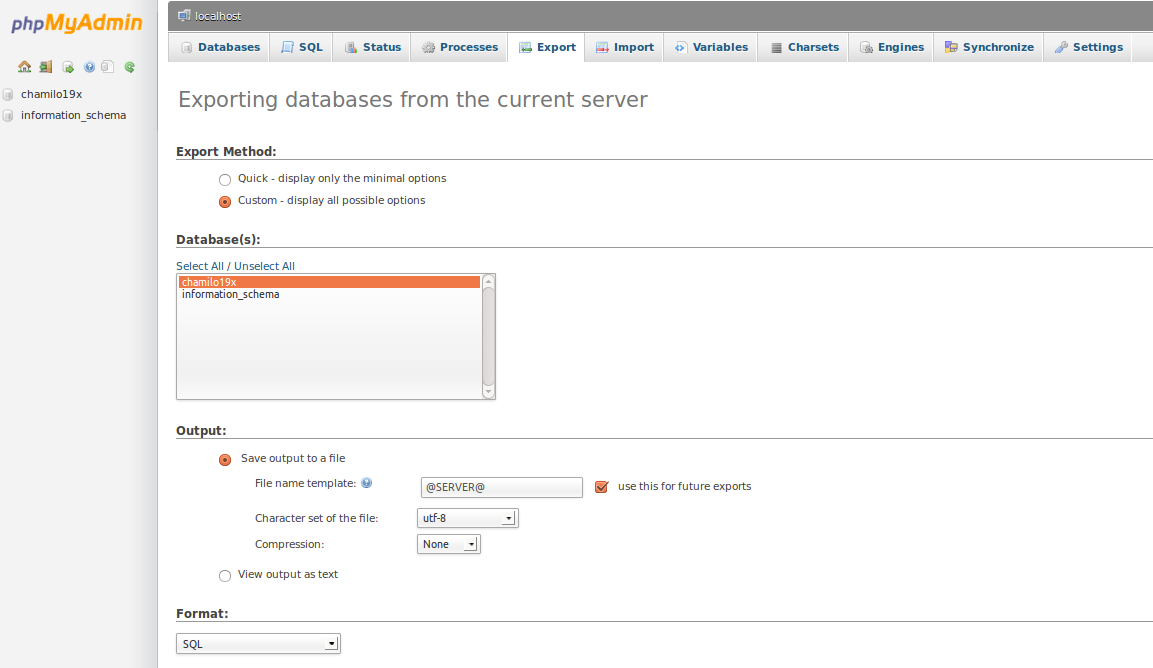 phpMyAdmin
localhost
Databases SQL Status Processes Export Import Variables Charsets Engines Synchronize Settings
chamilo19x
information_schema
Exporting databases from the current server
Export Method:
Quick - display only the minimal options
Custom - display all possible options
Database(s):
Select All / Unselect All
chamilo19x
information_schema
Output:
Save output to a file
File name template: @SERVER@ use this for future exports
Character set of the file: utf-8
Compression: None
View output as text
Format:
SQL